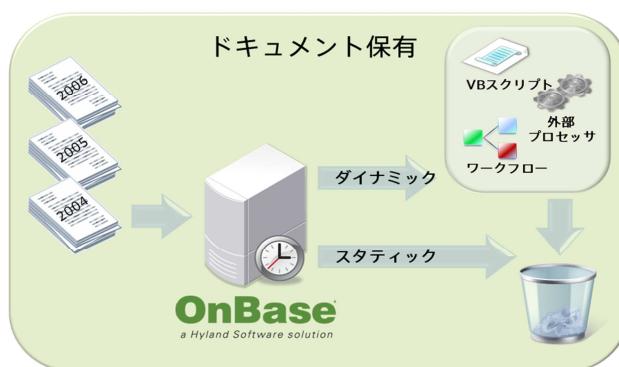 ドキュメント保有
2006
2005
2004
VBスクリプト
外部
プロセッサ
ワークフロー
ダイナミック
スタティック
OnBase
a Hyland Software solution